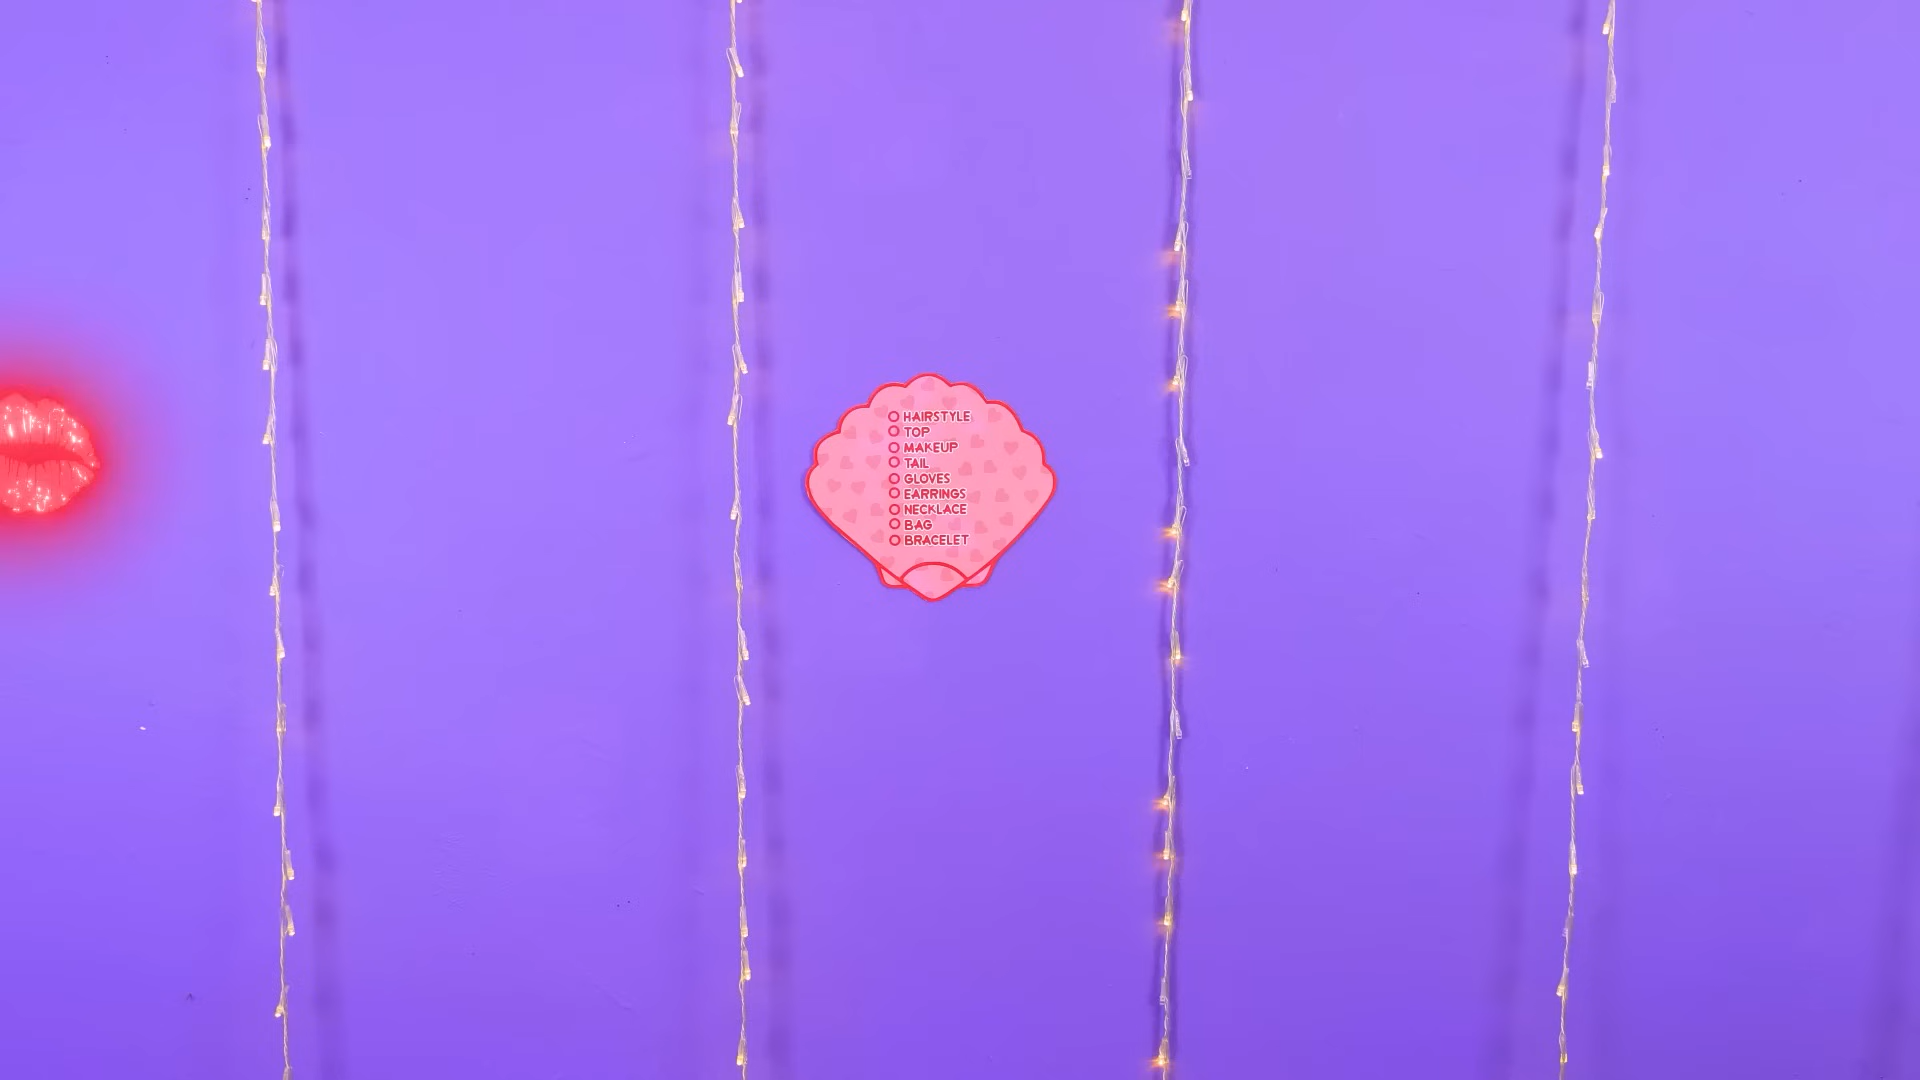 HAIRSTYLE
TOP
MAKEUP
TAIL
GLOVES
EARRINGS
NECKLACE
BAG
BRACELET